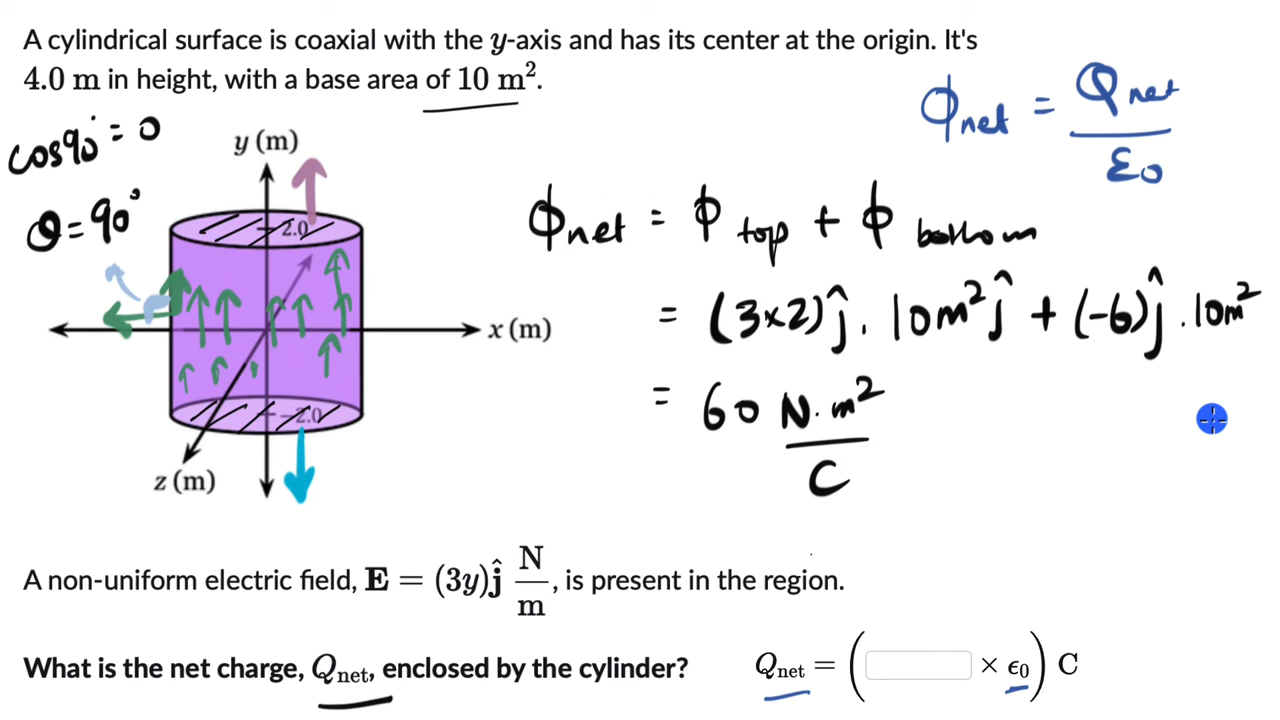 A cylindrical surface is coaxial with the y-axis and has its center at the origin. It's
4.0 m in height, with a base area of 10 m².
ϕnet = Qnet / ε0
cos90° = 0
θ = 90°
y (m)
2.0
x (m)
-2.0
z (m)
ϕnet = ϕ top + ϕ bottom
= (3×2)ĵ . 10m² ĵ + (-6)ĵ . 10m²
= 60 N.m² / C
A non-uniform electric field, E = (3y)ĵ N/m, is present in the region.
What is the net charge, Qnet, enclosed by the cylinder? Qnet = ( × ϵ0) C